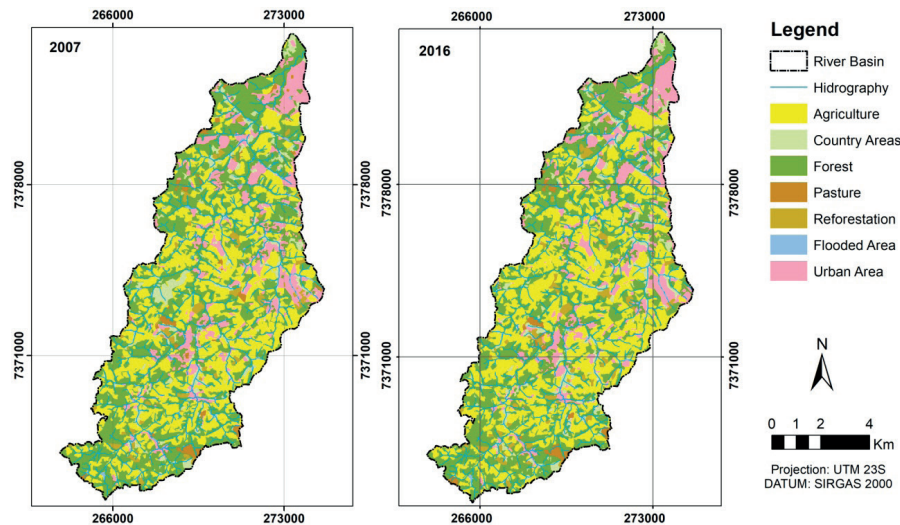 266000 273000 266000 273000
2007
2016
Legend
River Basin
Hidrography
Agriculture
Country Areas
Forest
Pasture
Reforestation
Flooded Area
Urban Area
7378000 7378000 7378000
7371000 7371000 7371000
N
0 1 2 4
Km
Projection: UTM 23S
DATUM: SIRGAS 2000
266000 273000 266000 273000